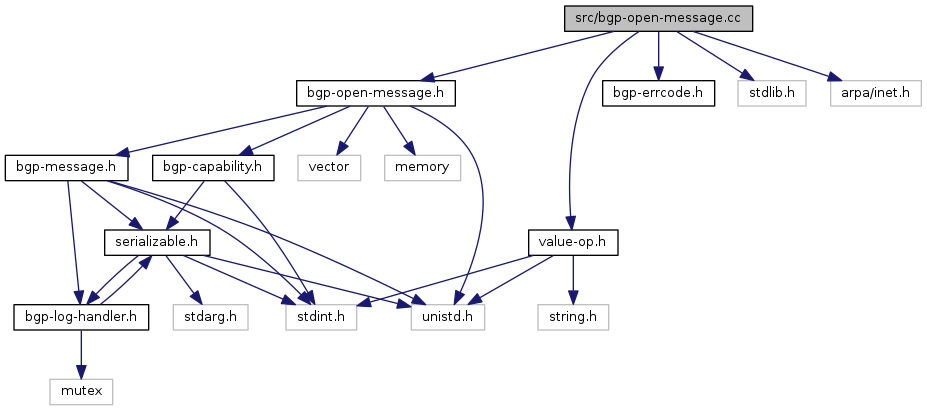 src/bgp-open-message.cc
bgp-open-message.h
bgp-errcode.h
stdlib.h
arpa/inet.h
bgp-message.h
bgp-capability.h
vector
memory
serializable.h
value-op.h
bgp-log-handler.h
stdarg.h
stdint.h
unistd.h
string.h
mutex